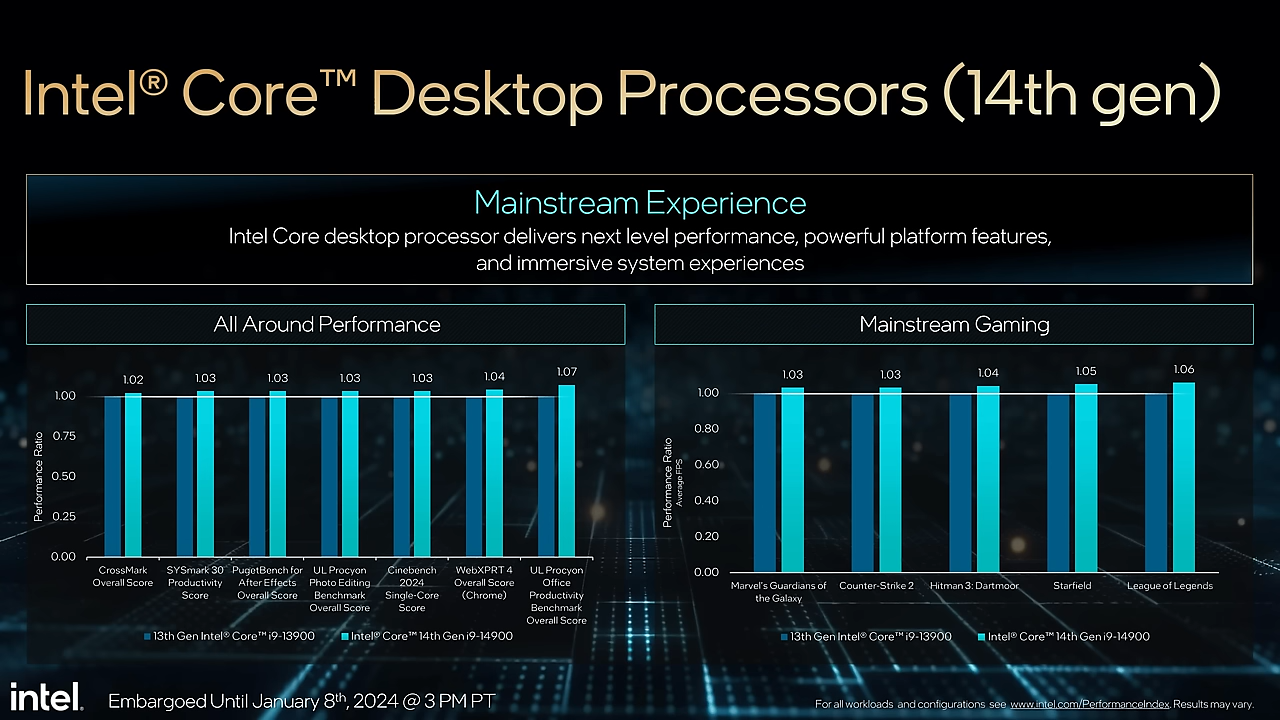 Intel® Core™ Desktop Processors (14th gen)
Mainstream Experience
Intel Core desktop processor delivers next level performance, powerful platform features,
and immersive system experiences
All Around Performance
Performance Ratio
1.00
0.75
0.50
0.25
0.00
1.02
1.03
1.03
1.03
1.03
1.04
1.07
CrossMark
Overall Score
SYSmark 30
Productivity
Score
PugetBench for
After Effects
Overall Score
UL Procyon
Photo Editing
Benchmark
Overall Score
Cinebench
2024
Single-Core
Score
WebXPRT 4
Overall Score
(Chrome)
UL Procyon
Office
Productivity
Benchmark
Overall Score
13th Gen Intel® Core™ i9-13900
Intel® Core™ 14th Gen i9-14900
Mainstream Gaming
Performance Ratio
Average FPS
1.00
0.80
0.60
0.40
0.20
0.00
1.03
1.03
1.04
1.05
1.06
Marvel's Guardians of
the Galaxy
Counter-Strike 2
Hitman 3: Dartmoor
Starfield
League of Legends
13th Gen Intel® Core™ i9-13900
Intel® Core™ 14th Gen i9-14900
intel.
Embargoed Until January 8th, 2024 @ 3 PM PT
For all workloads and configurations see www.intel.com/PerformanceIndex. Results may vary.